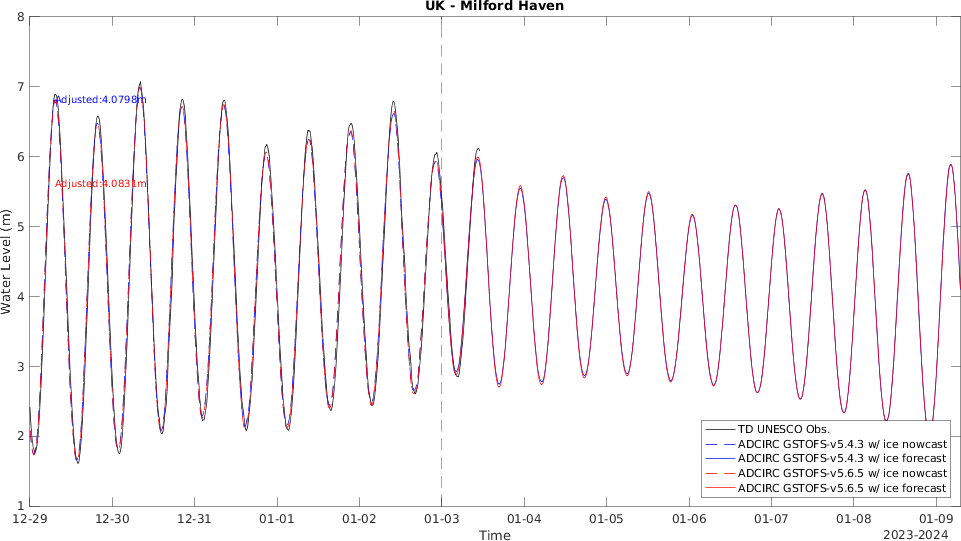 UK - Milford Haven
8
7
6
5
4
3
2
1
Water Level (m)
Adjusted:4.0798m
Adjusted:4.0831m
TD UNESCO Obs.
ADCIRC GSTOFS-v5.4.3 w/ ice nowcast
ADCIRC GSTOFS-v5.4.3 w/ ice forecast
ADCIRC GSTOFS-v5.6.5 w/ ice nowcast
ADCIRC GSTOFS-v5.6.5 w/ ice forecast
12-29 12-30 12-31 01-01 01-02 01-03 01-04 01-05 01-06 01-07 01-08 01-09
Time
2023-2024